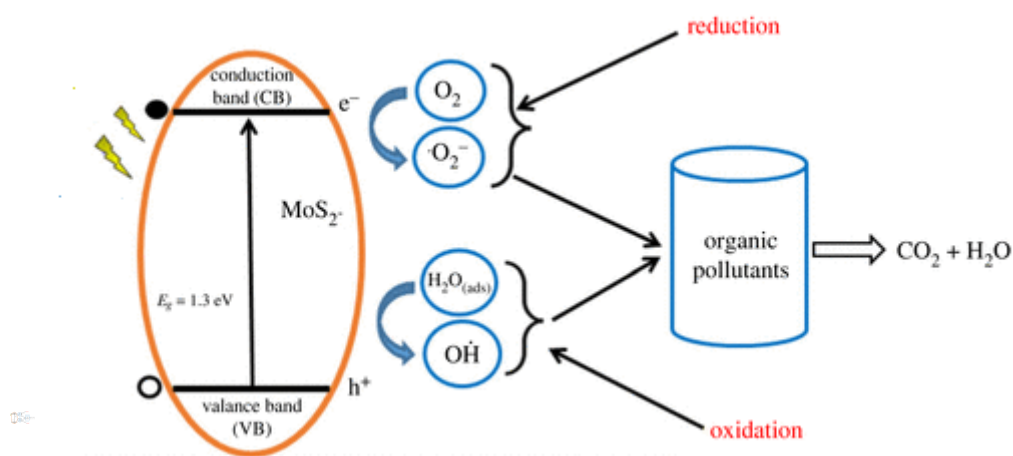 reduction
conduction
band (CB)
e⁻
O₂
·O₂⁻
MoS₂-
organic
pollutants
CO₂ + H₂O
H₂O(ads)
E_g = 1.3 eV
OḢ
h⁺
valance band
(VB)
oxidation